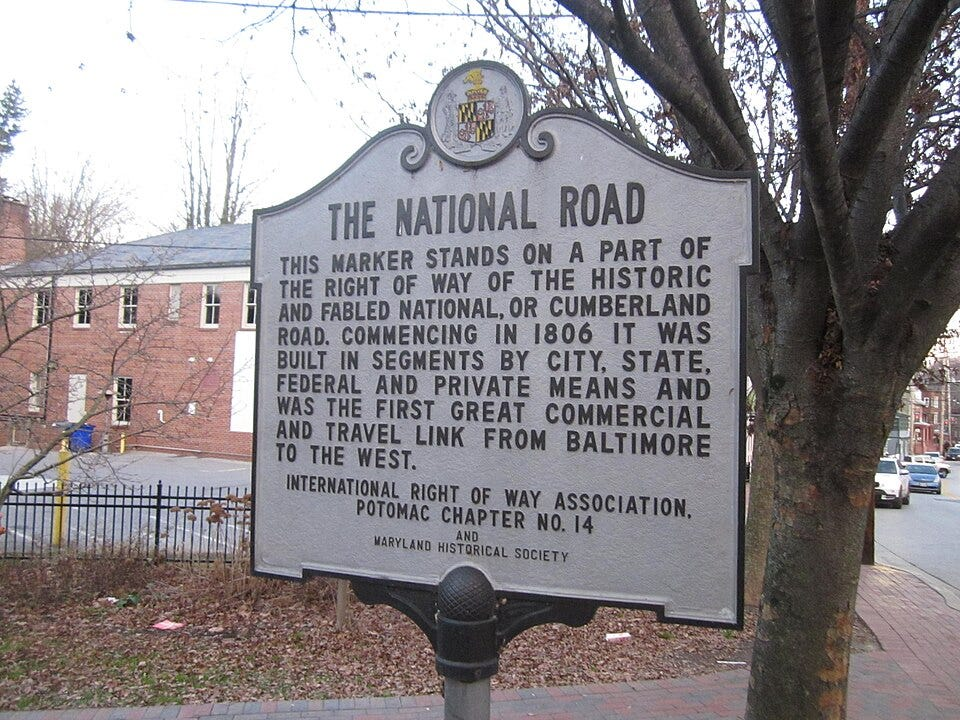 THE NATIONAL ROAD
THIS MARKER STANDS ON A PART OF
THE RIGHT OF WAY OF THE HISTORIC
AND FABLED NATIONAL, OR CUMBERLAND
ROAD. COMMENCING IN 1806 IT WAS
BUILT IN SEGMENTS BY CITY, STATE,
FEDERAL AND PRIVATE MEANS AND
WAS THE FIRST GREAT COMMERCIAL
AND TRAVEL LINK FROM BALTIMORE
TO THE WEST.
INTERNATIONAL RIGHT OF WAY ASSOCIATION,
POTOMAC CHAPTER NO. 14
AND
MARYLAND HISTORICAL SOCIETY